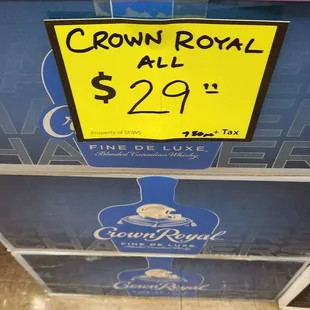 CROWN ROYAL
ALL
$29.99
Property of SGWS
750ml + Tax
FINE DE LUXE
Blended Canadian Whisky
Crown Royal
FINE DE LUXE
Crown Royal